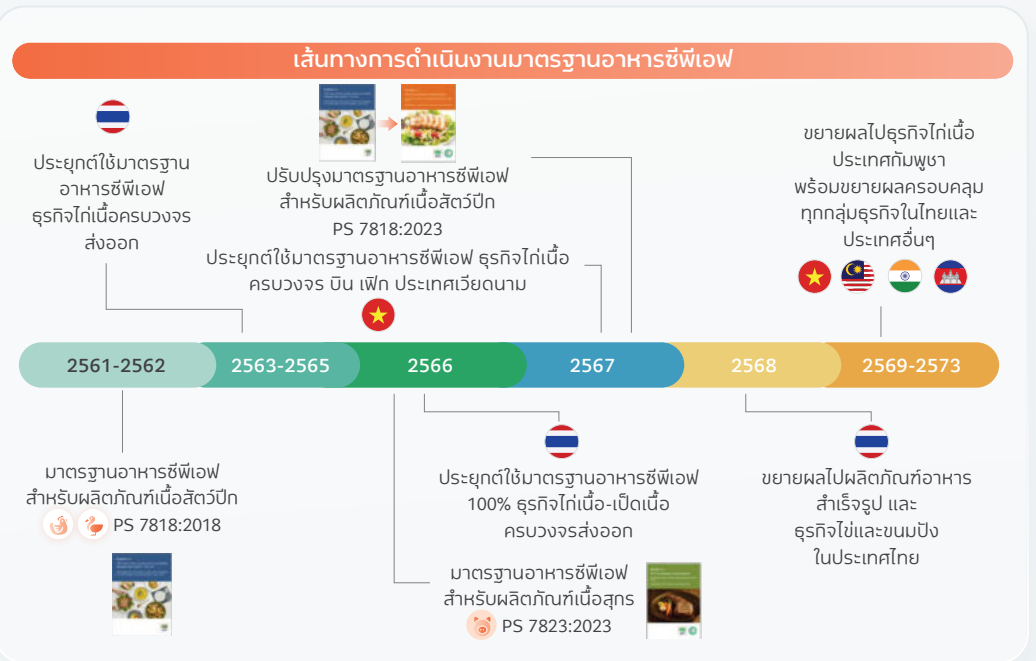 เส้นทางการดำเนินงานมาตรฐานอาหารซีพีเอฟ
ประยุกต์ใช้มาตรฐาน
อาหารซีพีเอฟ
ธุรกิจไก่เนื้อครบวงจร
ส่งออก
ปรับปรุงมาตรฐานอาหารซีพีเอฟ
สำหรับผลิตภัณฑ์เนื้อสัตว์ปีก
PS 7818:2023
ประยุกต์ใช้มาตรฐานอาหารซีพีเอฟ ธุรกิจไก่เนื้อ
ครบวงจร บิน เฟิก ประเทศเวียดนาม
ขยายผลไปธุรกิจไก่เนื้อ
ประเทศกัมพูชา
พร้อมขยายผลครอบคลุม
ทุกกลุ่มธุรกิจในไทยและ
ประเทศอื่นๆ
2561-2562
2563-2565
2566
2567
2568
2569-2573
มาตรฐานอาหารซีพีเอฟ
สำหรับผลิตภัณฑ์เนื้อสัตว์ปีก
PS 7818:2018
ประยุกต์ใช้มาตรฐานอาหารซีพีเอฟ
100% ธุรกิจไก่เนื้อ-เป็ดเนื้อ
ครบวงจรส่งออก
มาตรฐานอาหารซีพีเอฟ
สำหรับผลิตภัณฑ์เนื้อสุกร
PS 7823:2023
ขยายผลไปผลิตภัณฑ์อาหาร
สำเร็จรูป และ
ธุรกิจไข่และขนมปัง
ในประเทศไทย